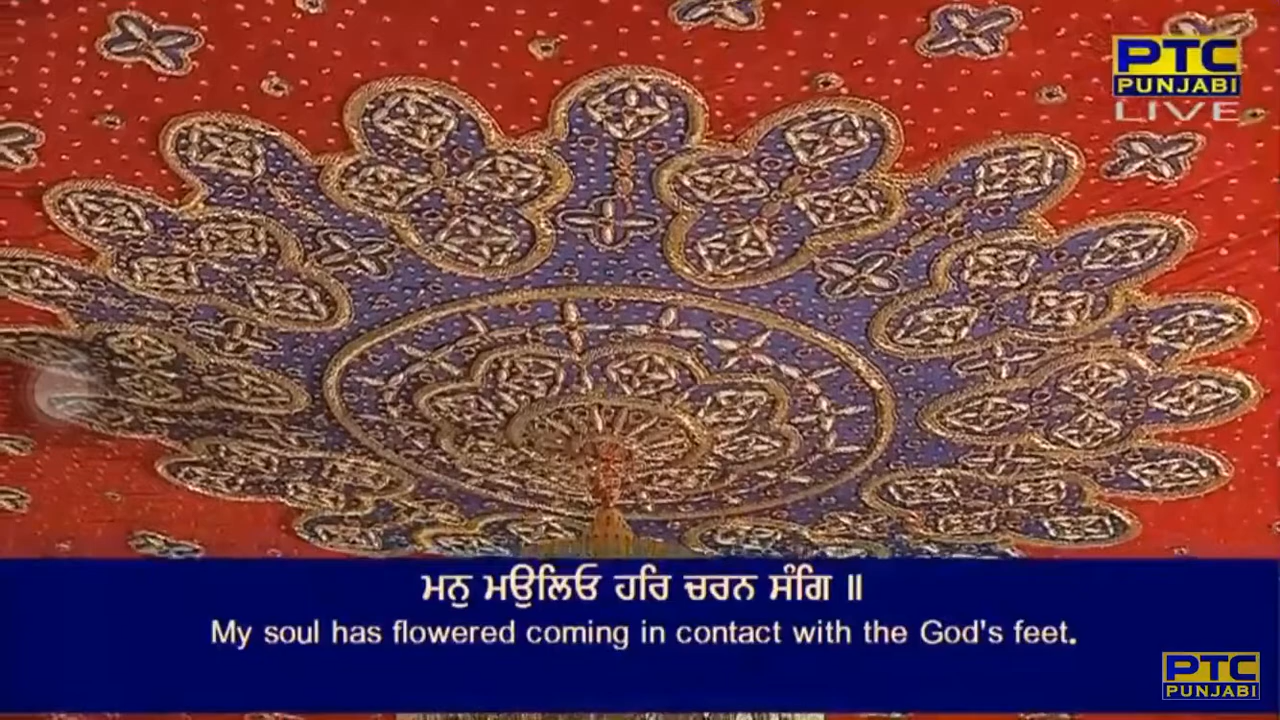 PTC
PUNJABI
LIVE
ਮਨੁ ਮਉਲਿਓ ਹਰਿ ਚਰਨ ਸੰਗਿ ॥
My soul has flowered coming in contact with the God's feet.
PTC
PUNJABI